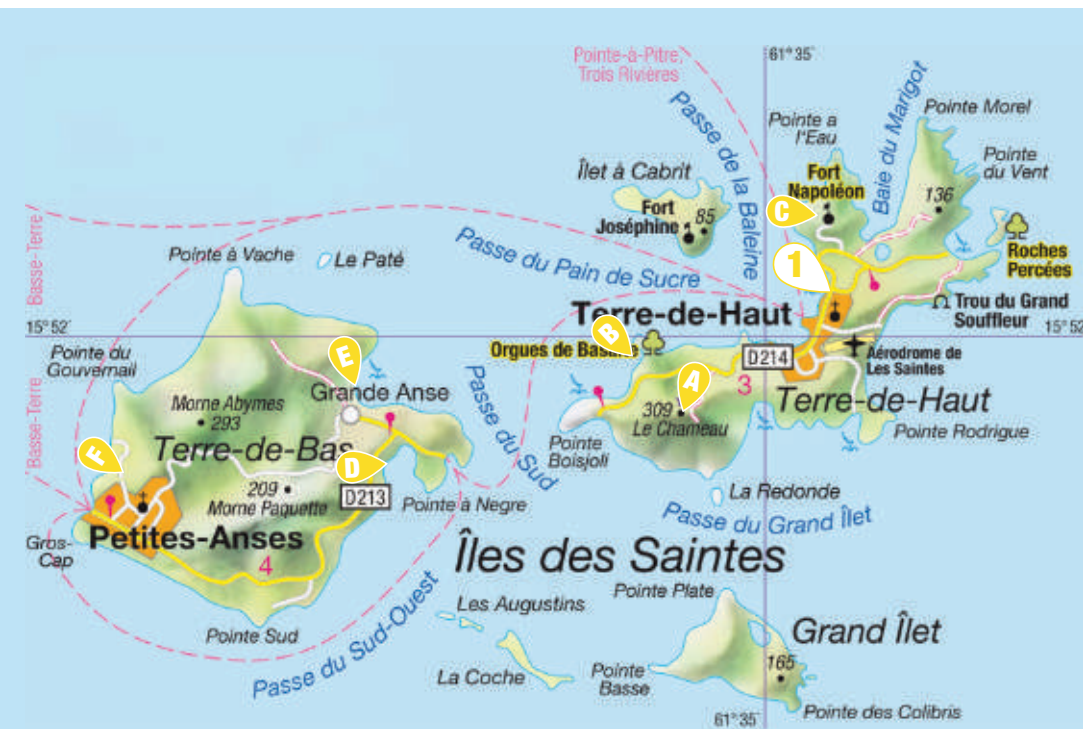 Pointe-à-Pitre,
Trois Rivières
61°35'
Passe de la Baleine
Pointe a
l'Eau
Baie du Marigot
Pointe Morel
Pointe
du Vent
Îlet à Cabrit
Fort
Napoléon
136
C
Fort
Joséphine
85
Roches
Percées
Basse-Terre
Pointe à Vache
Le Paté
Passe du Pain de Sucre
1
Terre-de-Haut
Trou du Grand
Souffleur
15°52'
15°52'
B
Orgues de Basalte
D214
Aérodrome de
Les Saintes
Pointe du
Gouvernail
E
Grande Anse
A
3
Terre-de-Haut
Morne Abymes
293
309
Le Chameau
Passe du Sud
Pointe
Boisjoli
Pointe Rodrigue
Basse-Terre
Terre-de-Bas
F
D
209
Morne Paquette
D213
Pointe à Negre
La Redonde
Passe du Grand Îlet
Petites-Anses
Gros-
Cap
4
Îles des Saintes
Pointe Plate
Les Augustins
Pointe Sud
Passe du Sud-Ouest
Grand Îlet
La Coche
Pointe
Basse
165
Pointe des Colibris
61°35'